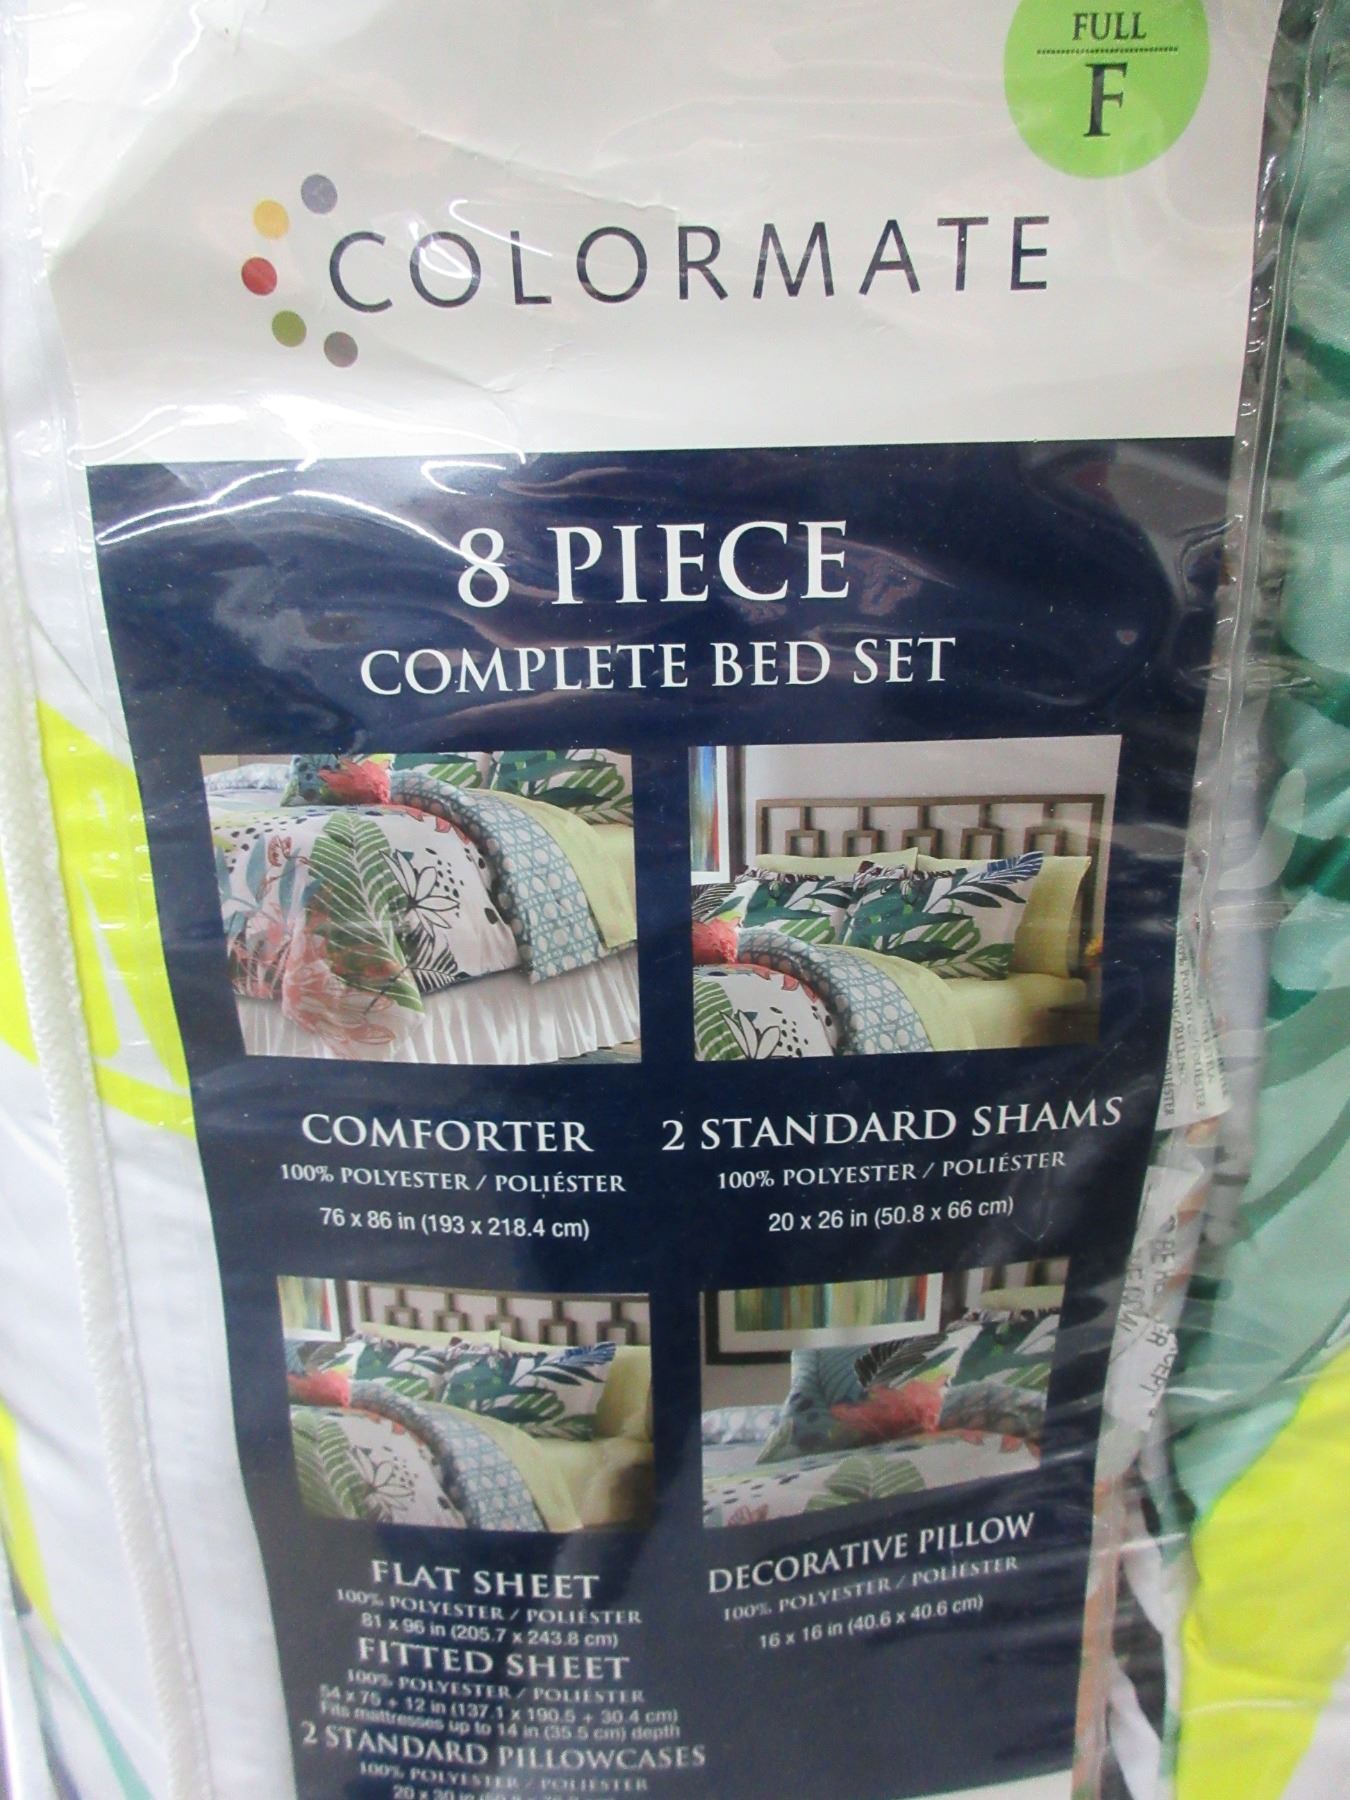 FULL
F
COLORMATE
8 PIECE
COMPLETE BED SET
COMFORTER
100% POLYESTER / POLIÉSTER
76 x 86 in (193 x 218.4 cm)
2 STANDARD SHAMS
100% POLYESTER / POLIÉSTER
20 x 26 in (50.8 x 66 cm)
FLAT SHEET
100% POLYESTER / POLIÉSTER
81 x 96 in (205.7 x 243.8 cm)
FITTED SHEET
100% POLYESTER / POLIÉSTER
54 x 75 + 12 in (137.1 x 190.5 + 30.4 cm)
Fits mattresses up to 14 in (35.5 cm) depth
2 STANDARD PILLOWCASES
100% POLYESTER / POLIÉSTER
20 x 30 in
DECORATIVE PILLOW
100% POLYESTER / POLIÉSTER
16 x 16 in (40.6 x 40.6 cm)